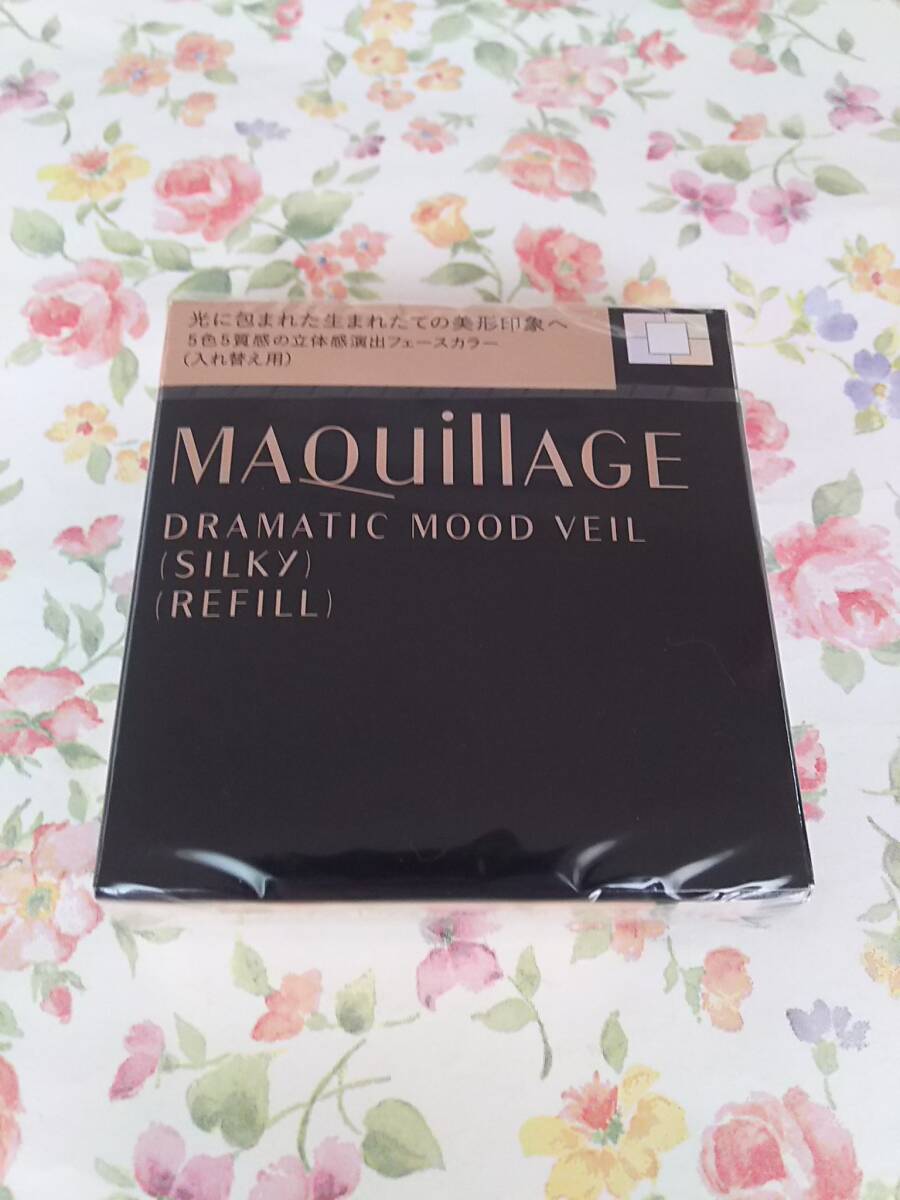 光に包まれた生まれたての美形印象へ
5色5質感の立体感演出フェースカラー
(入れ替え用)
MAQuillAGE
DRAMATIC MOOD VEIL
(SILKY)
(REFILL)